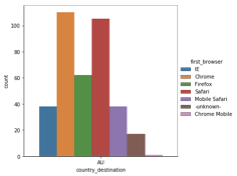 100
80
60
40
20
0
count
AU
country_destination
first_browser
IE
Chrome
Firefox
Safari
Mobile Safari
-unknown-
Chrome Mobile